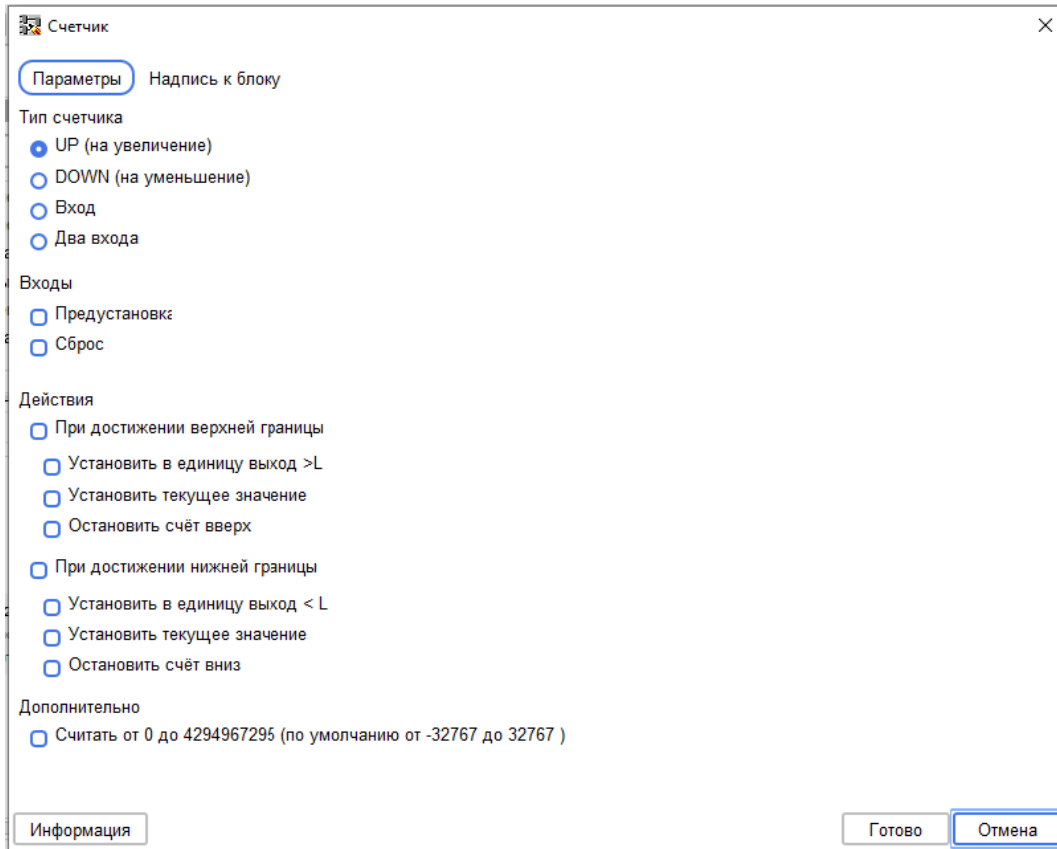 Счетчик
Параметры Надпись к блоку
Тип счетчика
UP (на увеличение)
DOWN (на уменьшение)
Вход
Два входа
Входы
Предустановка
Сброс
Действия
При достижении верхней границы
Установить в единицу выход >L
Установить текущее значение
Остановить счёт вверх
При достижении нижней границы
Установить в единицу выход < L
Установить текущее значение
Остановить счёт вниз
Дополнительно
Считать от 0 до 4294967295 (по умолчанию от -32767 до 32767 )
Информация Готово Отмена